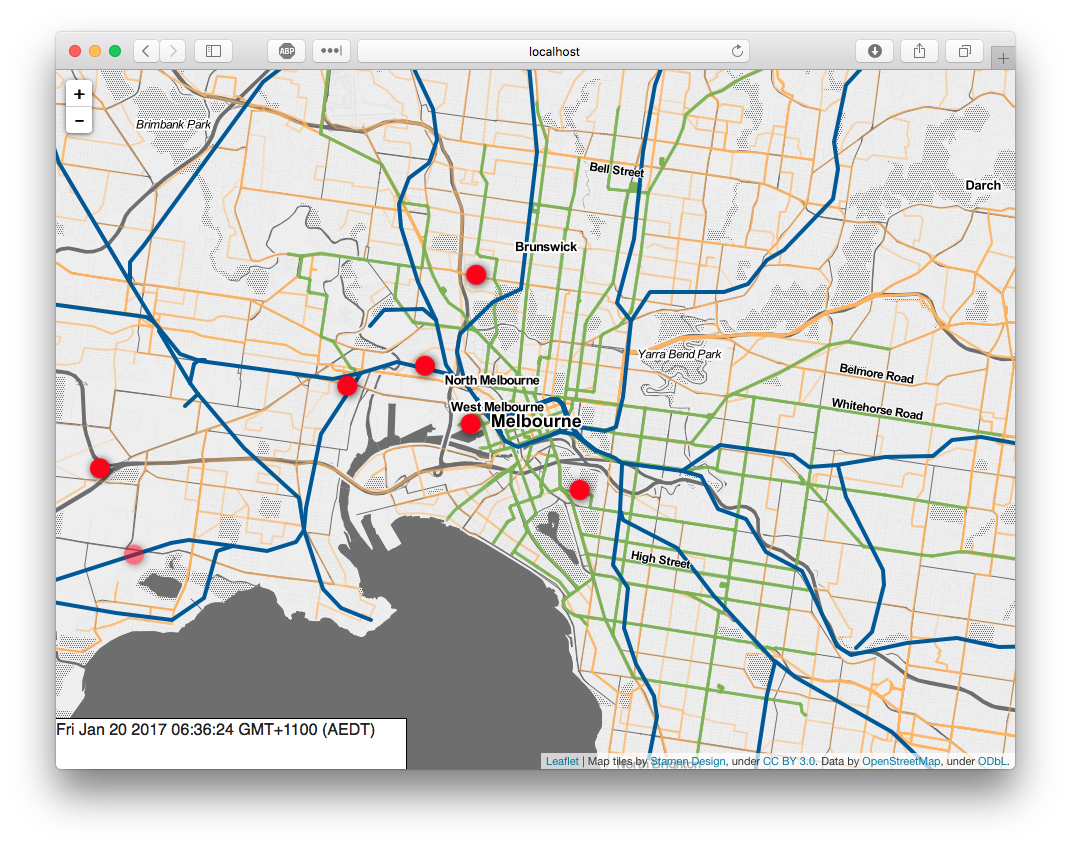 ABP
localhost
+
−
Brimbank Park
Bell Street
Darch
Brunswick
Yarra Bend Park
Belmore Road
North Melbourne
West Melbourne
Whitehorse Road
Melbourne
High Street
Fri Jan 20 2017 06:36:24 GMT+1100 (AEDT)
North Brighton
Leaflet | Map tiles by Stamen Design, under CC BY 3.0. Data by OpenStreetMap, under ODbL.